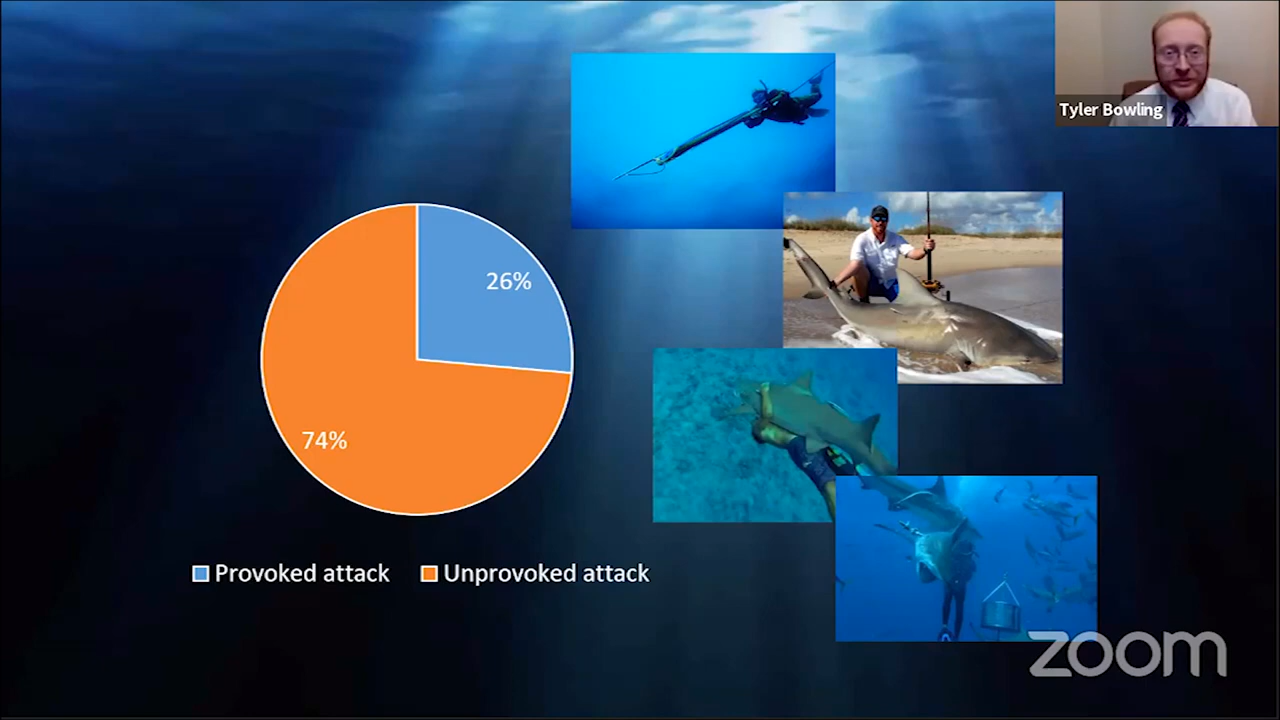 Tyler Bowling
26%
74%
Provoked attack
Unprovoked attack
zoom